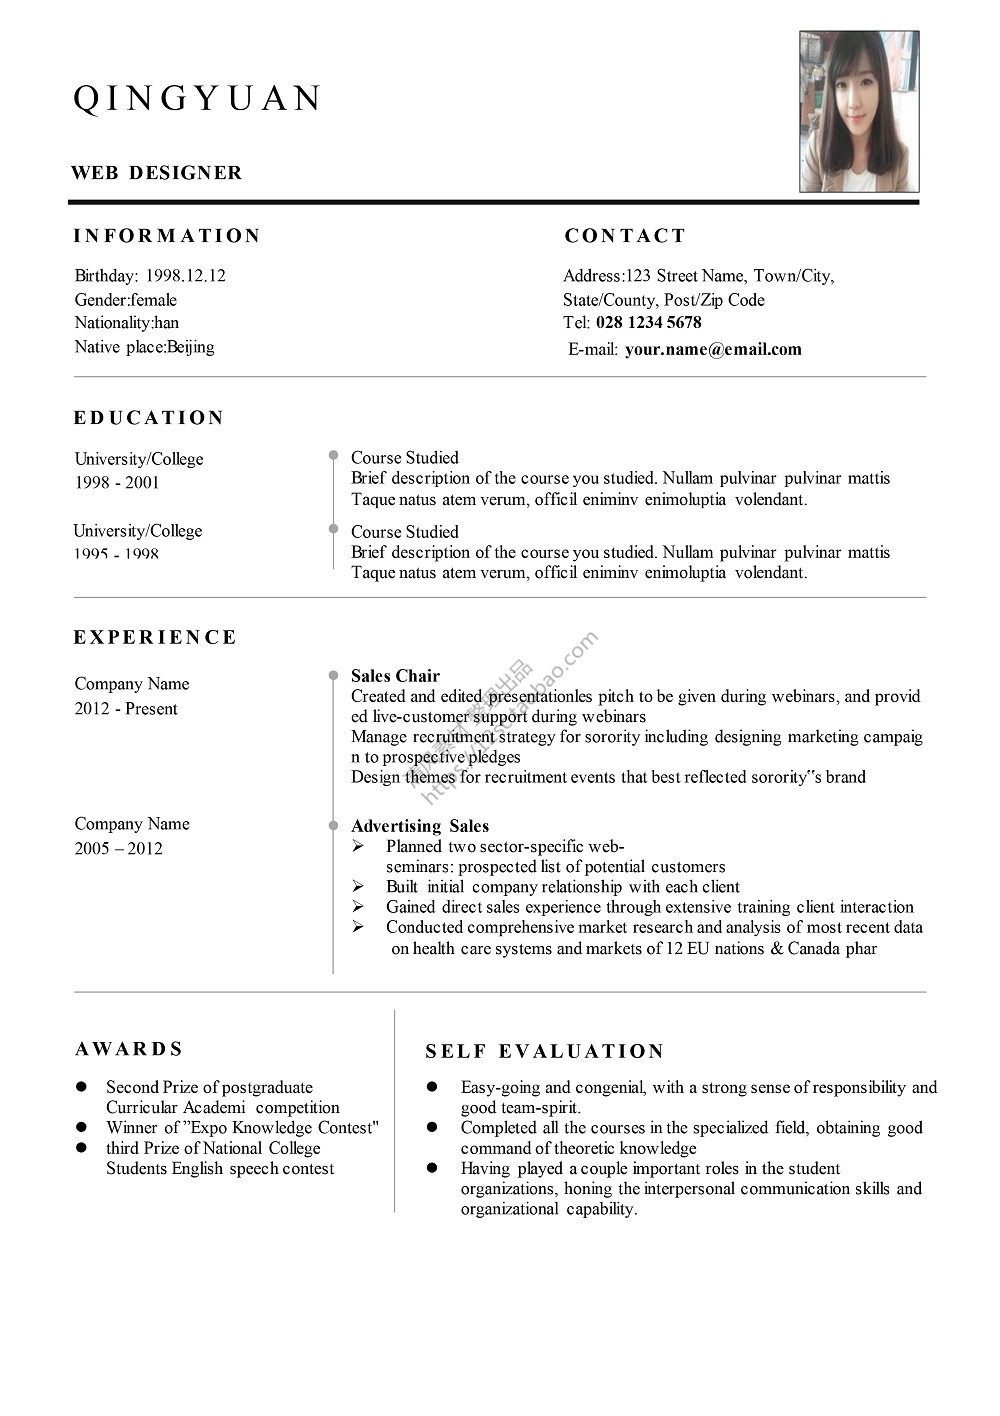 QINGYUAN
WEB DESIGNER
INFORMATION
Birthday: 1998.12.12
Gender:female
Nationality:han
Native place:Beijing
CONTACT
Address:123 Street Name, Town/City,
State/County, Post/Zip Code
Tel: 028 1234 5678
E-mail: your.name@email.com
EDUCATION
University/College
1998 - 2001
Course Studied
Brief description of the course you studied. Nullam pulvinar pulvinar mattis
Taque natus atem verum, officil eniminv enimoluptia volendant.
University/College
1995 - 1998
Course Studied
Brief description of the course you studied. Nullam pulvinar pulvinar mattis
Taque natus atem verum, officil eniminv enimoluptia volendant.
EXPERIENCE
Company Name
2012 - Present
Sales Chair
Created and edited presentationles pitch to be given during webinars, and provid
ed live-customer support during webinars
Manage recruitment strategy for sorority including designing marketing campaig
n to prospective pledges
Design themes for recruitment events that best reflected sorority‟s brand
Company Name
2005 – 2012
Advertising Sales
➢ Planned two sector-specific web-
seminars: prospected list of potential customers
➢ Built initial company relationship with each client
➢ Gained direct sales experience through extensive training client interaction
➢ Conducted comprehensive market research and analysis of most recent data
on health care systems and markets of 12 EU nations & Canada phar
AWARDS
● Second Prize of postgraduate
Curricular Academi competition
● Winner of ”Expo Knowledge Contest"
● third Prize of National College
Students English speech contest
SELF EVALUATION
● Easy-going and congenial, with a strong sense of responsibility and
good team-spirit.
● Completed all the courses in the specialized field, obtaining good
command of theoretic knowledge
● Having played a couple important roles in the student
organizations, honing the interpersonal communication skills and
organizational capability.